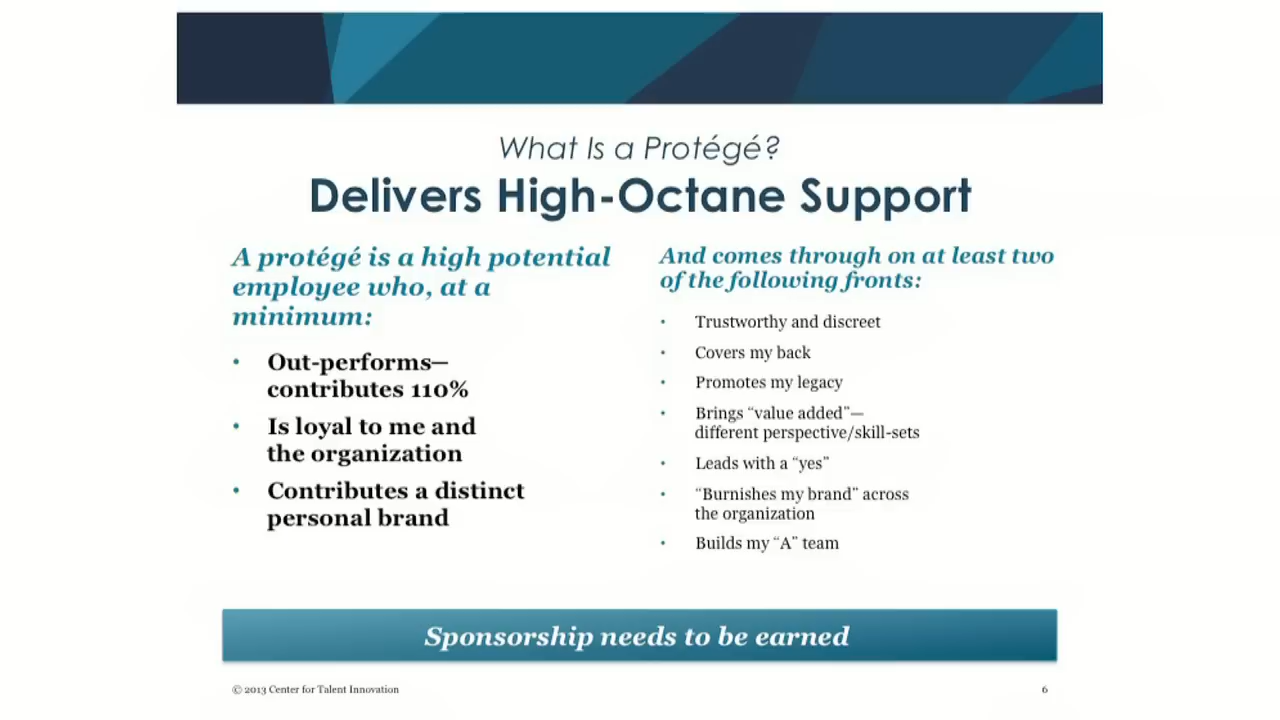 What Is a Protégé?
Delivers High-Octane Support
A protégé is a high potential
employee who, at a
minimum:
• Out-performs—
contributes 110%
• Is loyal to me and
the organization
• Contributes a distinct
personal brand
And comes through on at least two
of the following fronts:
• Trustworthy and discreet
• Covers my back
• Promotes my legacy
• Brings “value added”—
different perspective/skill-sets
• Leads with a “yes”
• “Burnishes my brand” across
the organization
• Builds my “A” team
Sponsorship needs to be earned
© 2013 Center for Talent Innovation
6